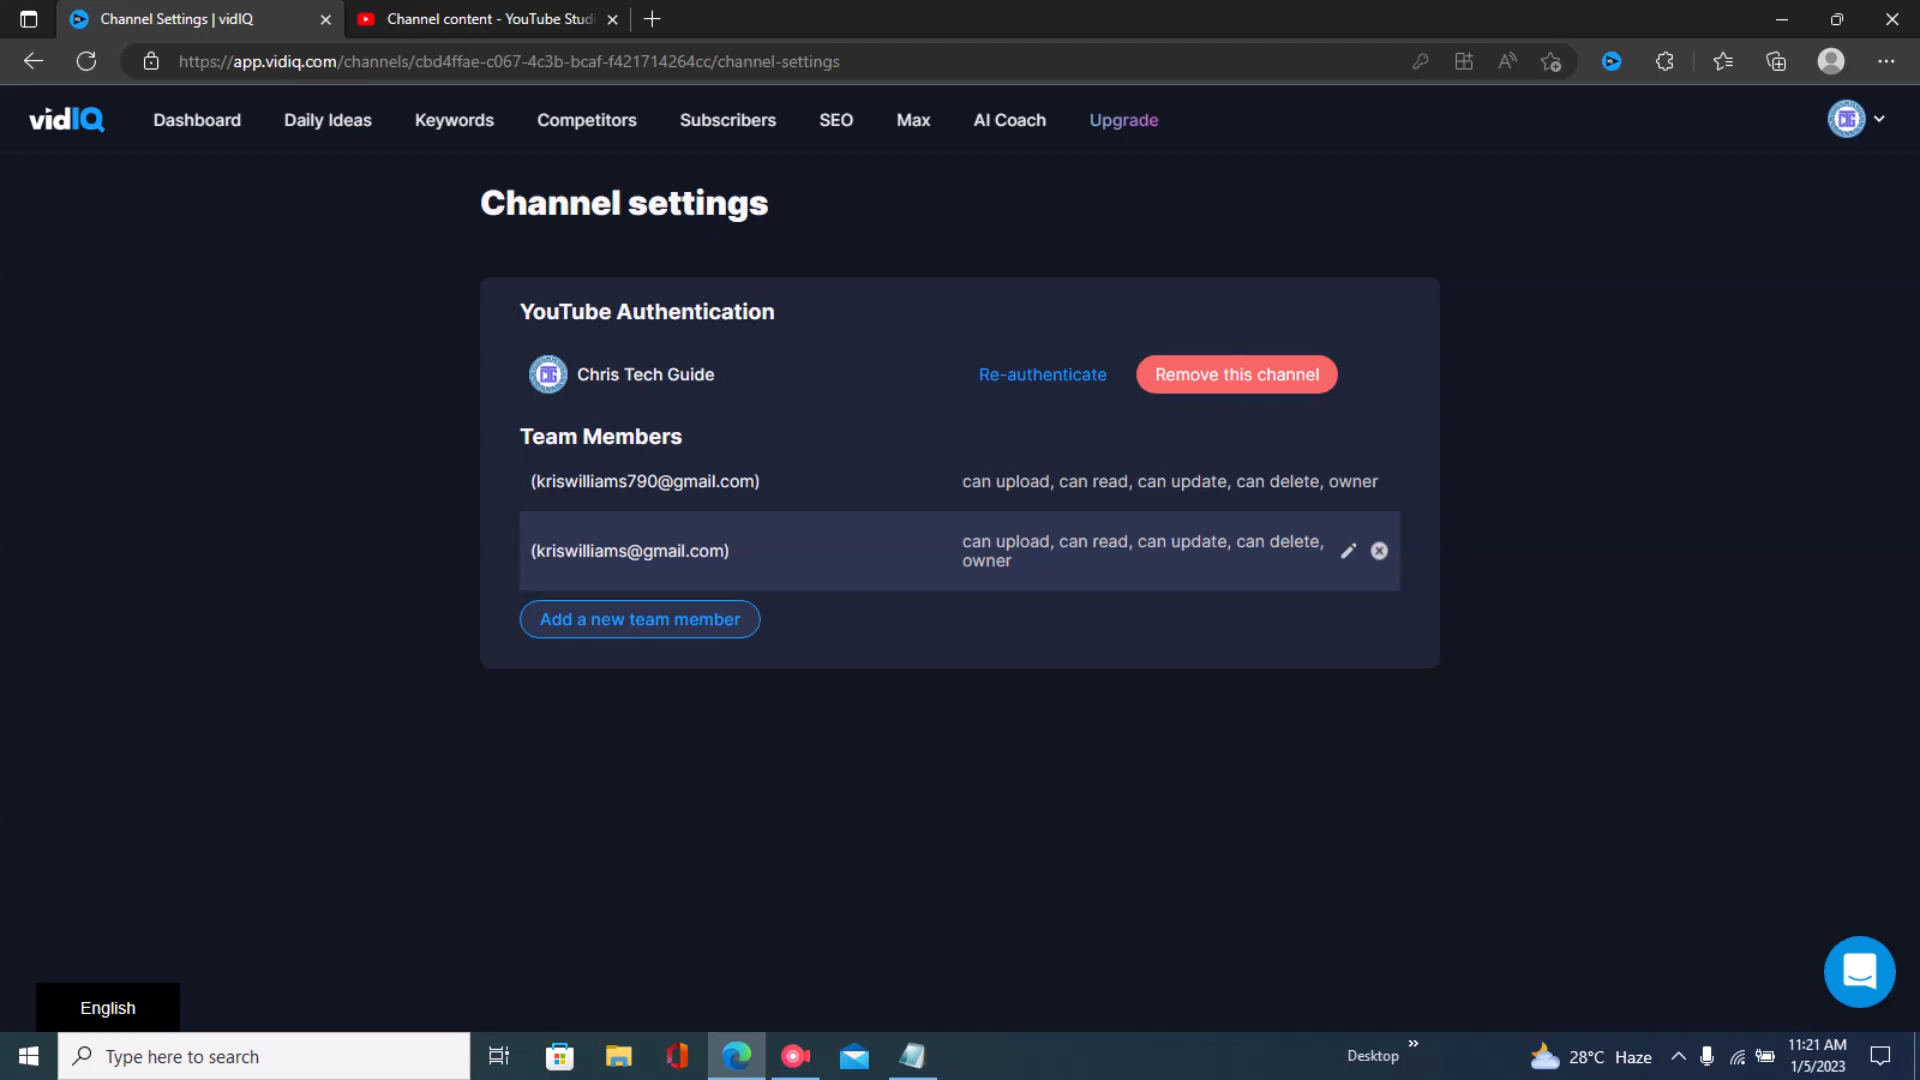 Channel Settings | vidIQ
Channel content - YouTube Studi
https://app.vidiq.com/channels/cbd4ffae-c067-4c3b-bcaf-f421714264cc/channel-settings
vidIQ
Dashboard
Daily Ideas
Keywords
Competitors
Subscribers
SEO
Max
AI Coach
Upgrade
Channel settings
YouTube Authentication
Chris Tech Guide
Re-authenticate
Remove this channel
Team Members
(kriswilliams790@gmail.com)
can upload, can read, can update, can delete, owner
(kriswilliams@gmail.com)
can upload, can read, can update, can delete,
owner
Add a new team member
English
Type here to search
Desktop
28°C Haze
11:21 AM
1/5/2023